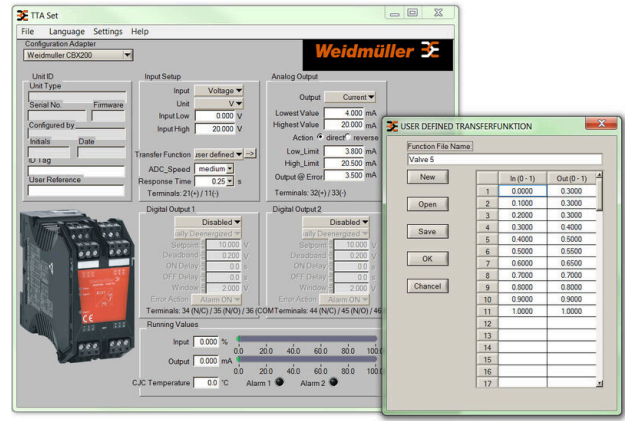 TTA Set
File Language Settings Help
Configuration Adapter
Weidmuller CBX200
Weidmüller
Unit ID
Unit Type
Serial No. Firmware
Configured by
Initials Date
ID Tag
User Reference
Input Setup
Input Voltage
Unit V
Input Low 0.000 V
Input High 20.000 V
Transfer Function user defined ->
ADC_Speed medium
Response Time 0.25 s
Terminals: 21(+) / 11(-)
Analog Output
Output Current
Lowest Value 4.000 mA
Highest Value 20.000 mA
Action direct reverse
Low_Limit 3.800 mA
High_Limit 20.500 mA
Output @ Error 3.500 mA
Terminals: 32(+) / 33(-)
Digital Output 1
Disabled
ally Deenergized
Setpoint 10.000 V
Deadband 0.200 V
ON Delay 0.0 s
OFF Delay 0.0 s
Window 2.000 V
Error Action Alarm ON
Terminals: 34 (N/C) / 35 (N/O) / 36 (COM
Digital Output 2
Disabled
ally Deenergized
Setpoint 10.000 V
Deadband 0.200 V
ON Delay 0.0 s
OFF Delay 0.0 s
Window 2.000 V
Error Action Alarm ON
Terminals: 44 (N/C) / 45 (N/O) / 46
Running Values
Input 0.000 %
0.0 20.0 40.0 60.0 80.0 100.0
Output 0.000 mA
0.0 20.0 40.0 60.0 80.0 100.0
CJC Temperature 0.0 °C Alarm 1 Alarm 2
USER DEFINED TRANSFERFUNKTION
Function File Name
Valve 5
New
Open
Save
OK
Chancel
In (0 - 1) Out (0 - 1)
1 0.0000 0.3000
2 0.1000 0.3000
3 0.2000 0.3000
4 0.3000 0.4000
5 0.4000 0.5000
6 0.5000 0.5500
7 0.6000 0.6500
8 0.7000 0.7000
9 0.8000 0.8000
10 0.9000 0.9000
11 1.0000 1.0000
12
13
14
15
16
17